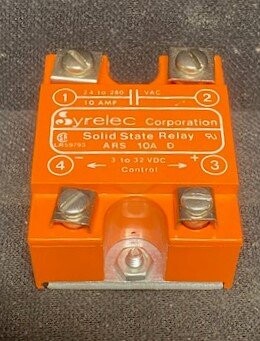 24 to 280 VAC
1 10 AMP 2
Syrelec Corporation
Solid State Relay
ARS 10A D
4 - 3 to 32 VDC + 3
Control